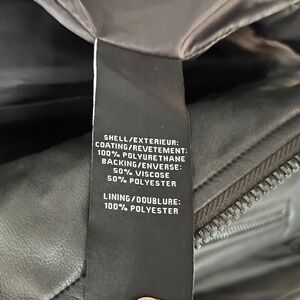 SHELL/EXTERIEUR:
COATING/REVETEMENT:
100% POLYURETHANE
BACKING/ENVERSE:
50% VISCOSE
50% POLYESTER
LINING/DOUBLURE:
100% POLYESTER